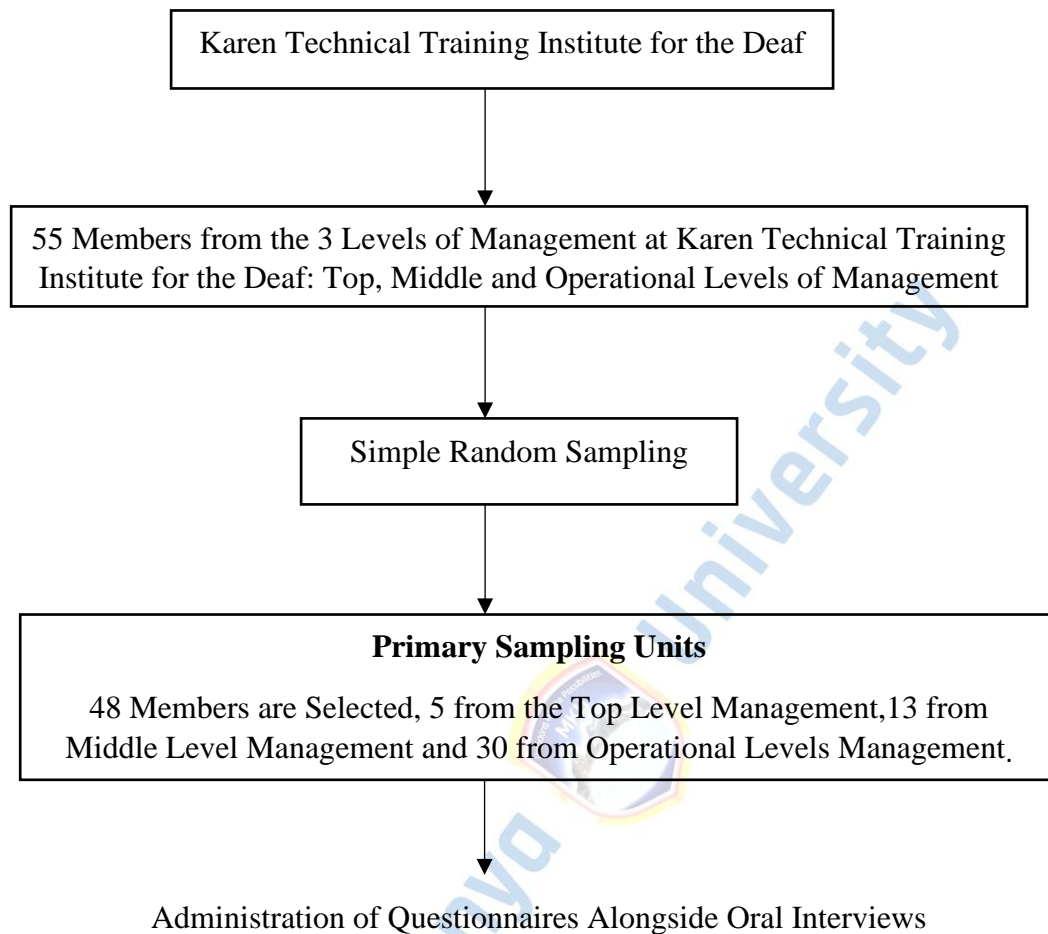 Karen Technical Training Institute for the Deaf
55 Members from the 3 Levels of Management at Karen Technical Training
Institute for the Deaf: Top, Middle and Operational Levels of Management
Simple Random Sampling
Primary Sampling Units
48 Members are Selected, 5 from the Top Level Management,13 from
Middle Level Management and 30 from Operational Levels Management.
Administration of Questionnaires Alongside Oral Interviews
University